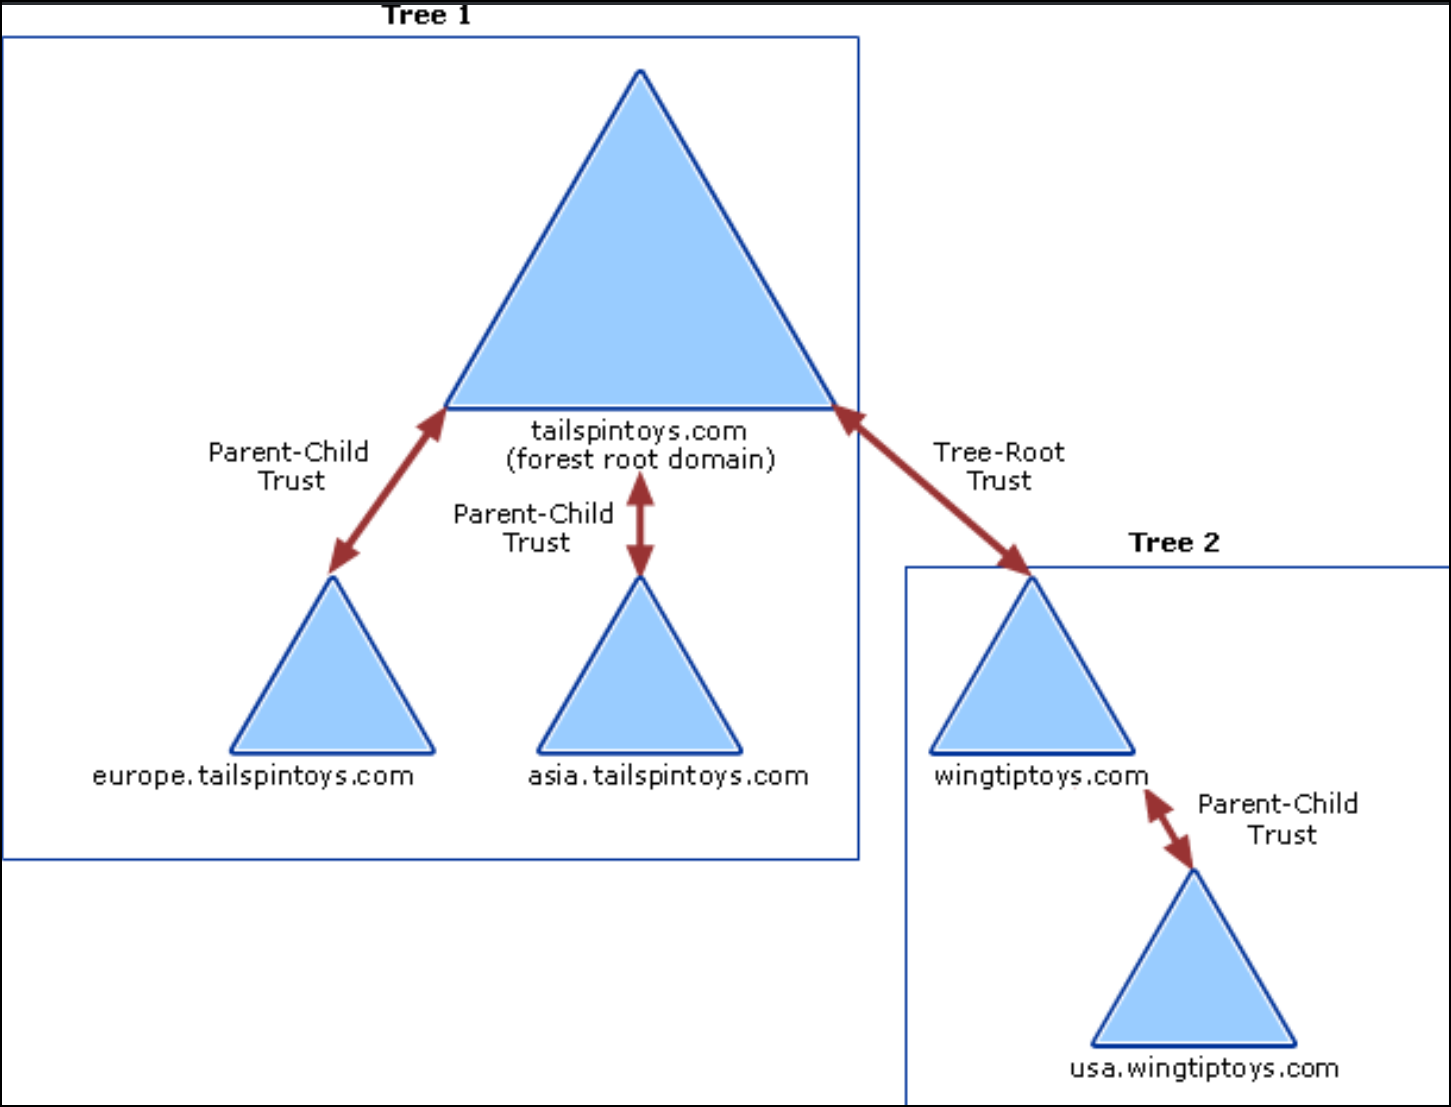 Tree 1
tailspintoys.com
(forest root domain)
Parent-Child
Trust
Parent-Child
Trust
Tree-Root
Trust
Tree 2
europe.tailspintoys.com
asia.tailspintoys.com
wingtiptoys.com
Parent-Child
Trust
usa.wingtiptoys.com